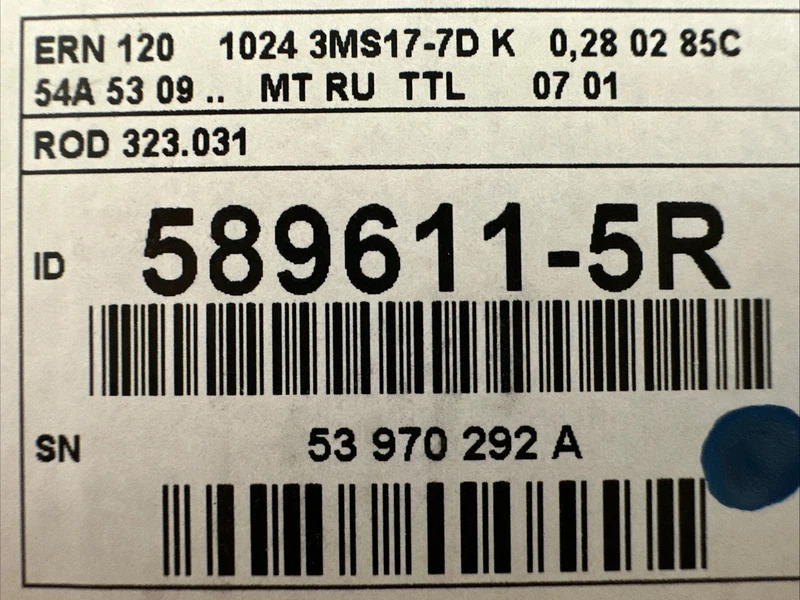 ERN 120 1024 3MS17-7D K 0,28 02 85C
54A 53 09 .. MT RU TTL 07 01
ROD 323.031
ID 589611-5R
SN 53 970 292 A